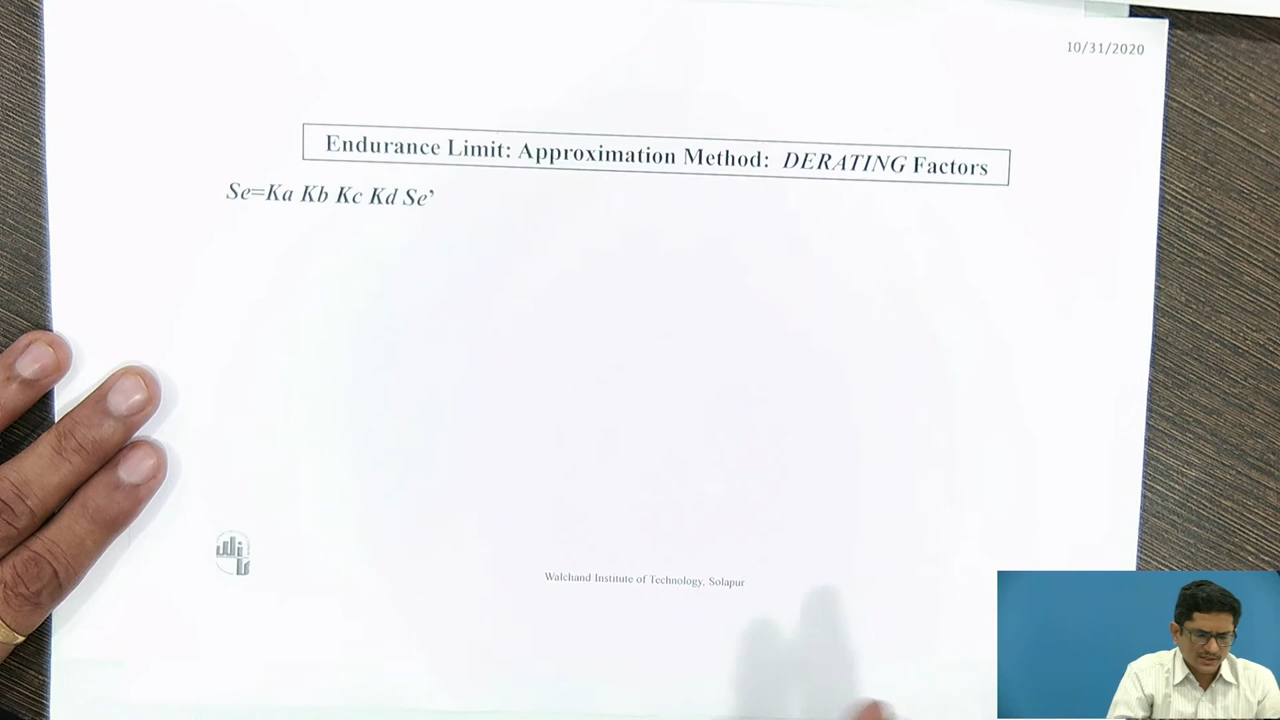 10/31/2020
Endurance Limit: Approximation Method: DERATING Factors
Se=Ka Kb Kc Kd Se’
Walchand Institute of Technology, Solapur